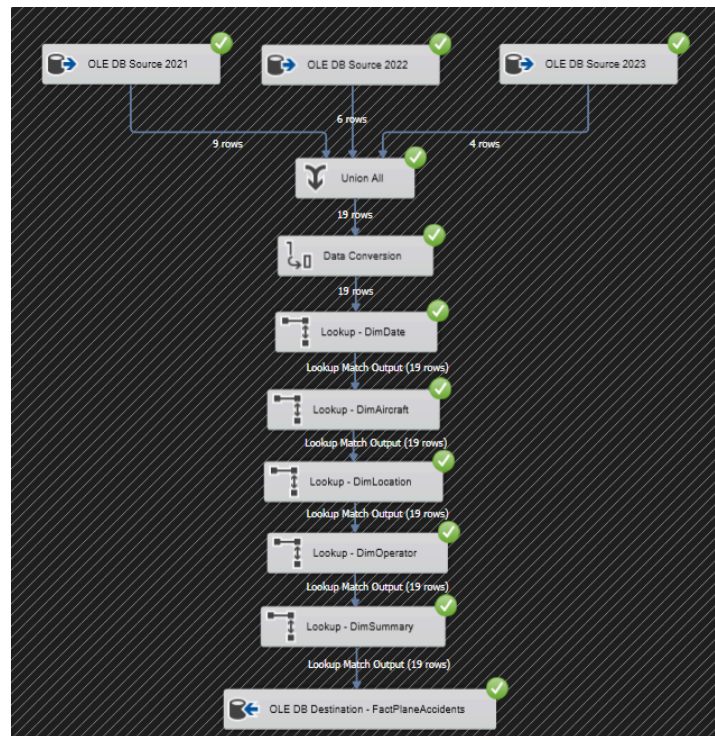 OLE DB Source 2021
OLE DB Source 2022
OLE DB Source 2023
9 rows
6 rows
4 rows
Union All
19 rows
Data Conversion
19 rows
Lookup - DimDate
Lookup Match Output (19 rows)
Lookup - DimAircraft
Lookup Match Output (19 rows)
Lookup - DimLocation
Lookup Match Output (19 rows)
Lookup - DimOperator
Lookup Match Output (19 rows)
Lookup - DimSummary
Lookup Match Output (19 rows)
OLE DB Destination - FactPlaneAccidents